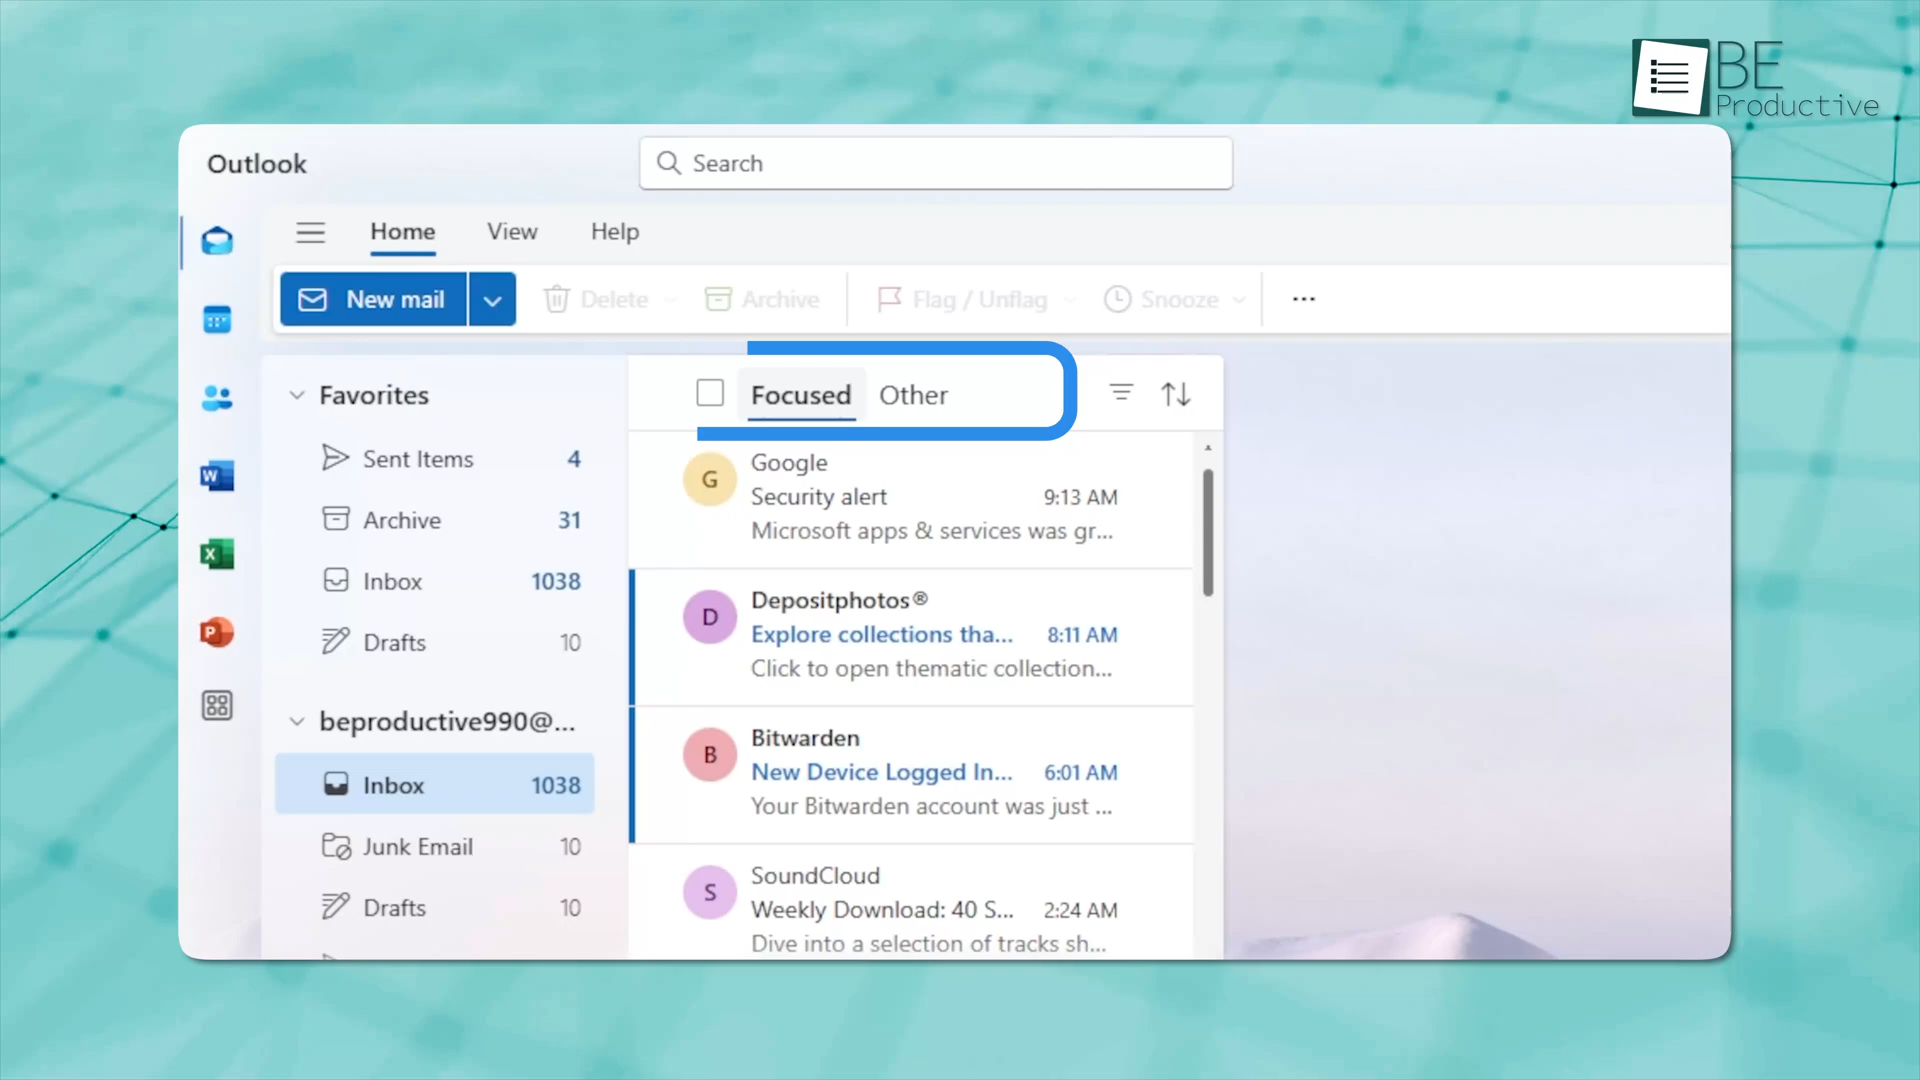 BE
Productive
Outlook
Search
Home View Help
New mail Delete Archive Flag / Unflag Snooze ...
Favorites
Sent Items 4
Archive 31
Inbox 1038
Drafts 10
beproductive990@...
Inbox 1038
Junk Email 10
Drafts 10
Focused Other
G
Google
Security alert 9:13 AM
Microsoft apps & services was gr...
D
Depositphotos®
Explore collections tha... 8:11 AM
Click to open thematic collection...
B
Bitwarden
New Device Logged In... 6:01 AM
Your Bitwarden account was just ...
S
SoundCloud
Weekly Download: 40 S... 2:24 AM
Dive into a selection of tracks sh...
W
X
P